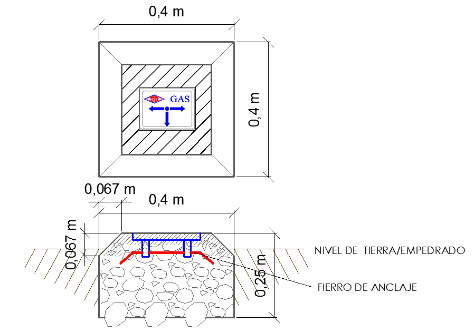 0,4 m
GAS
0,4 m
0,067 m
0,4 m
0,067 m
NIVEL DE TIERRA/EMPEDRADO
0,25 m
FIERRO DE ANCLAJE